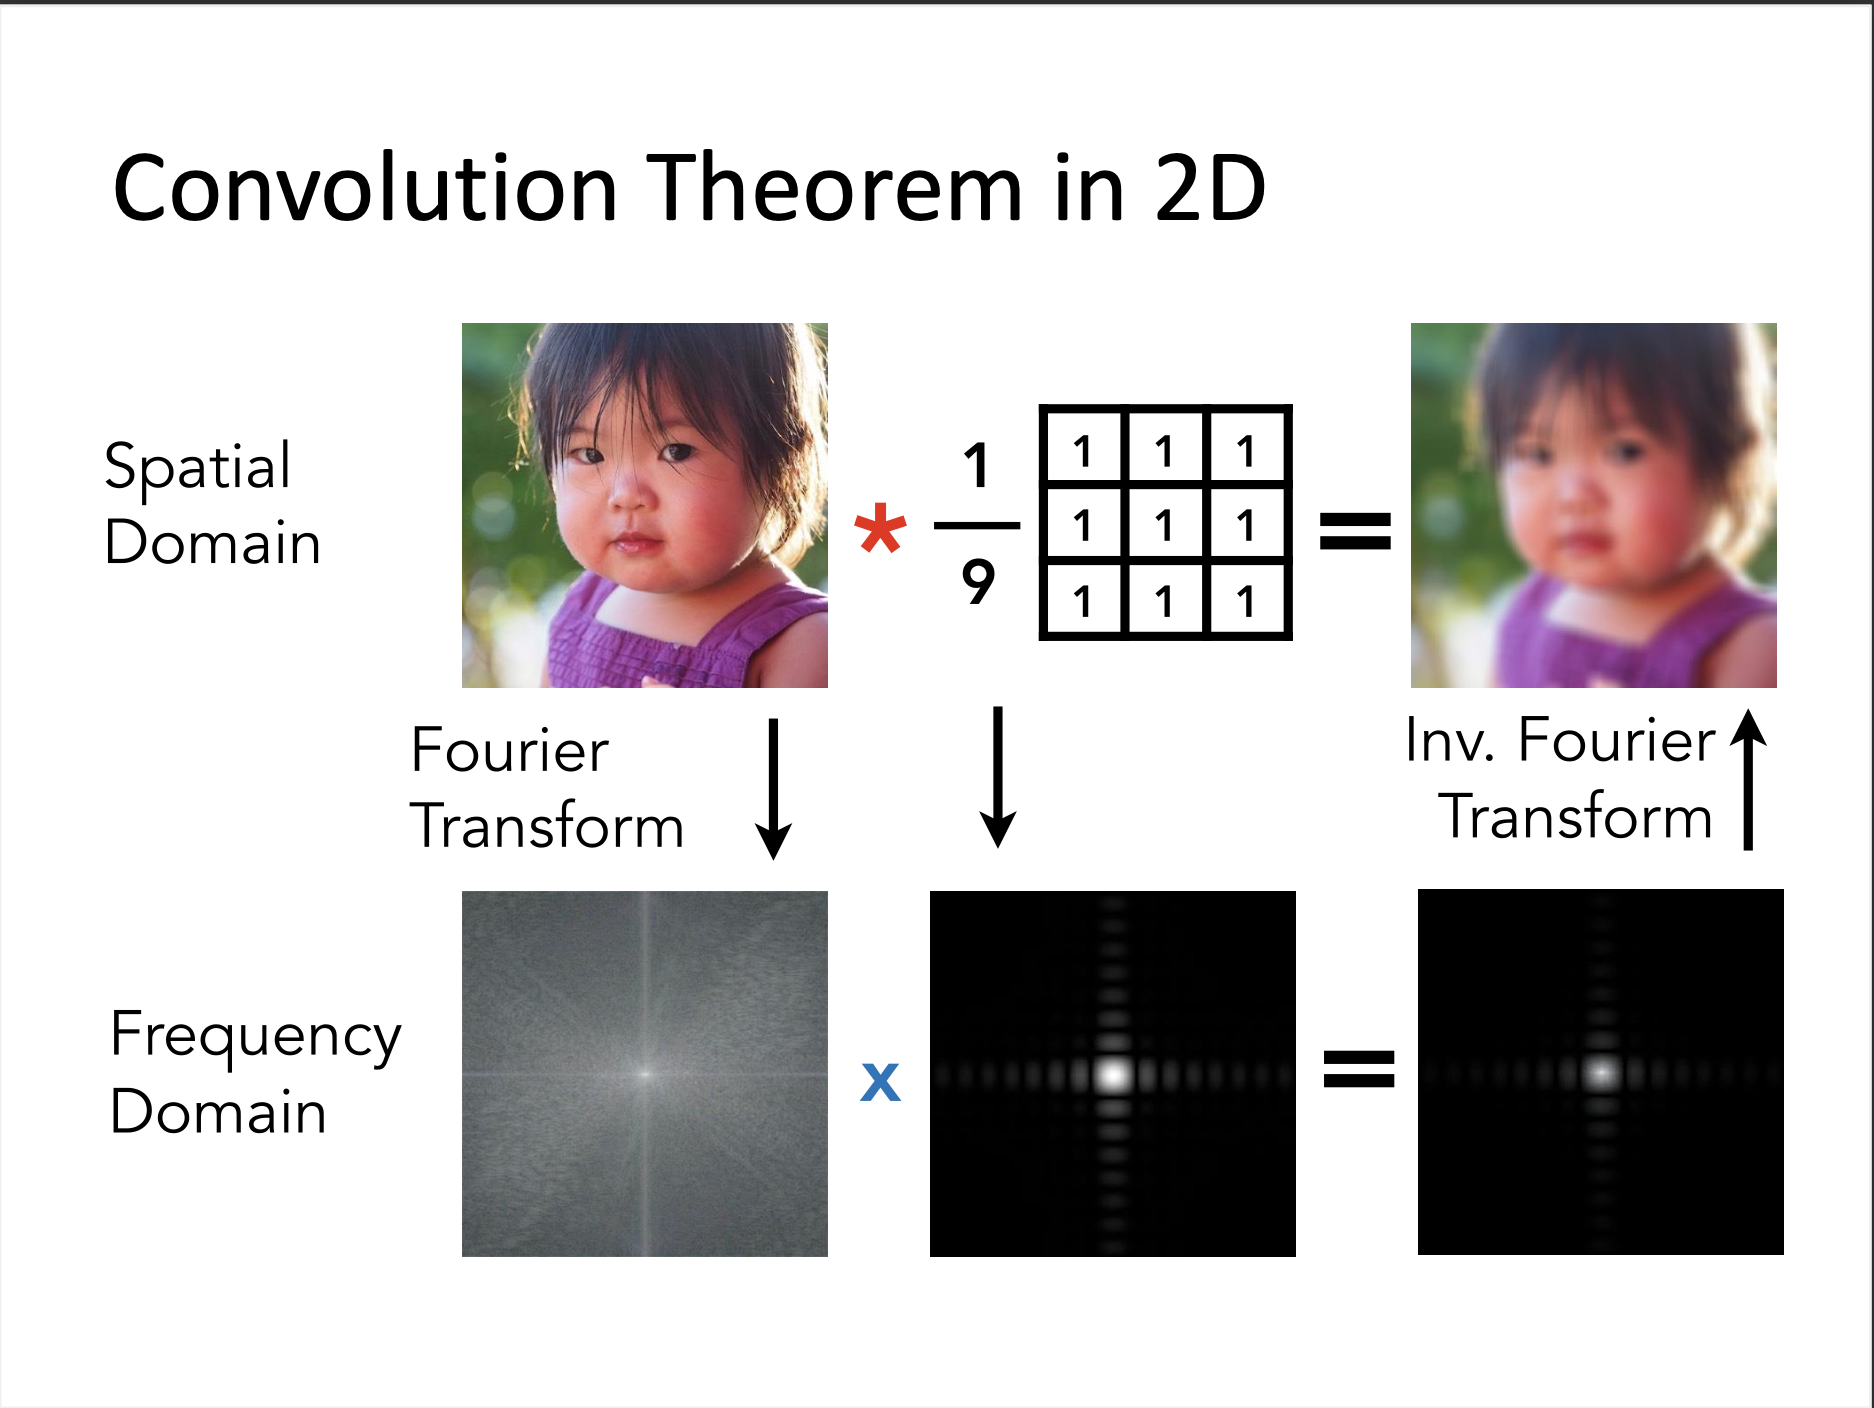 Convolution Theorem in 2D
Spatial
Domain
*
1
9
1 1 1
1 1 1
1 1 1
=
Fourier
Transform
Inv. Fourier
Transform
Frequency
Domain
x
=